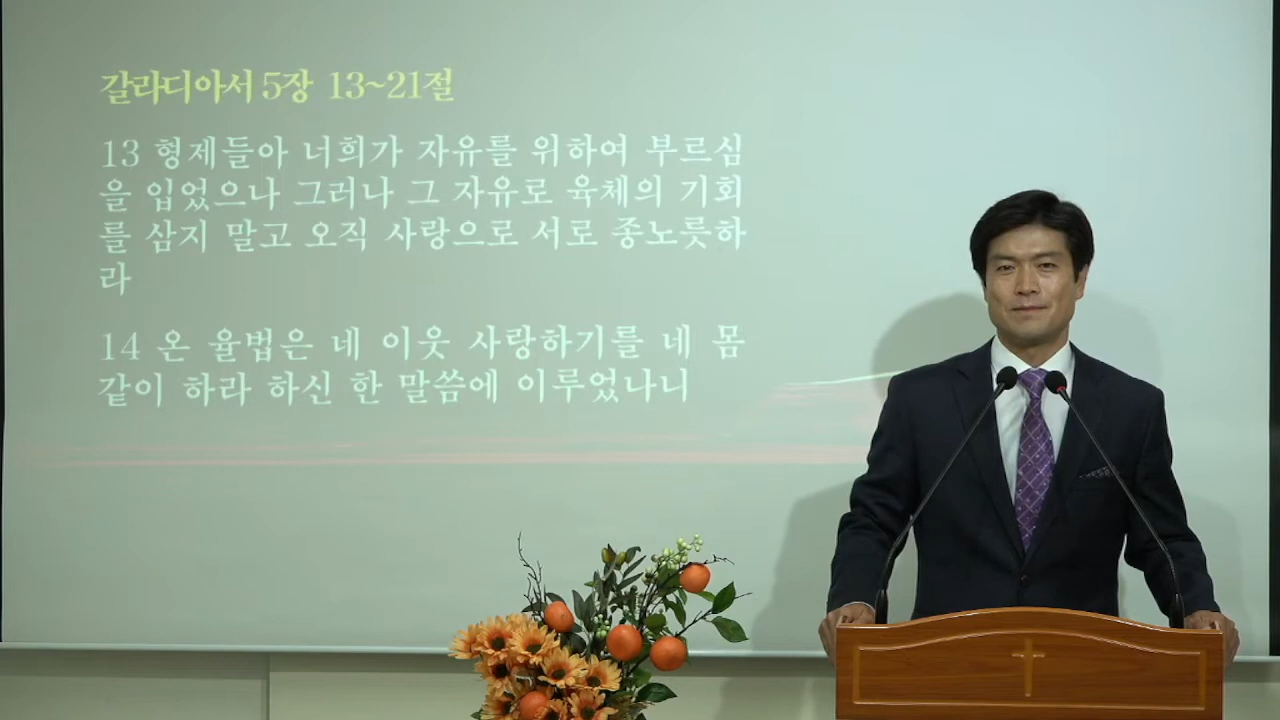 갈라디아서 5장 13~21절
13 형제들아 너희가 자유를 위하여 부르심
을 입었으나 그러나 그 자유로 육체의 기회
를 삼지 말고 오직 사랑으로 서로 종노릇하
라
14 온 율법은 네 이웃 사랑하기를 네 몸
같이 하라 하신 한 말씀에 이루었나니